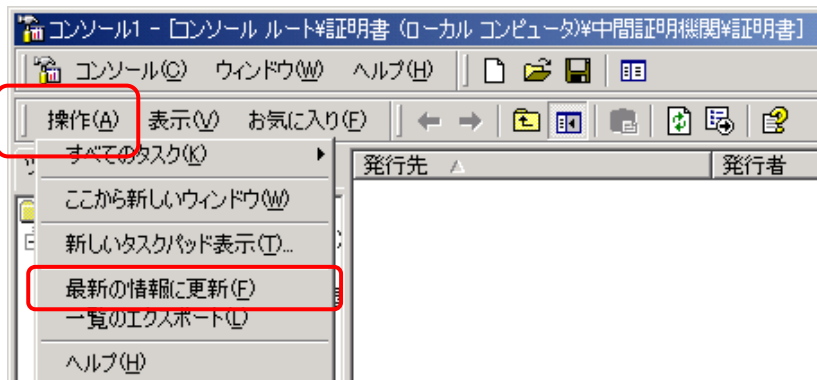 コンソール1 - [コンソール ルート¥証明書 (ローカル コンピュータ)¥中間証明機関¥証明書]
コンソール(C) ウィンドウ(W) ヘルプ(H)
操作(A) 表示(V) お気に入り(F)
すべてのタスク(K)
発行先 発行者
ここから新しいウィンドウ(W)
新しいタスクパッド表示(T)...
最新の情報に更新(F)
一覧のエクスポート(L)
ヘルプ(H)